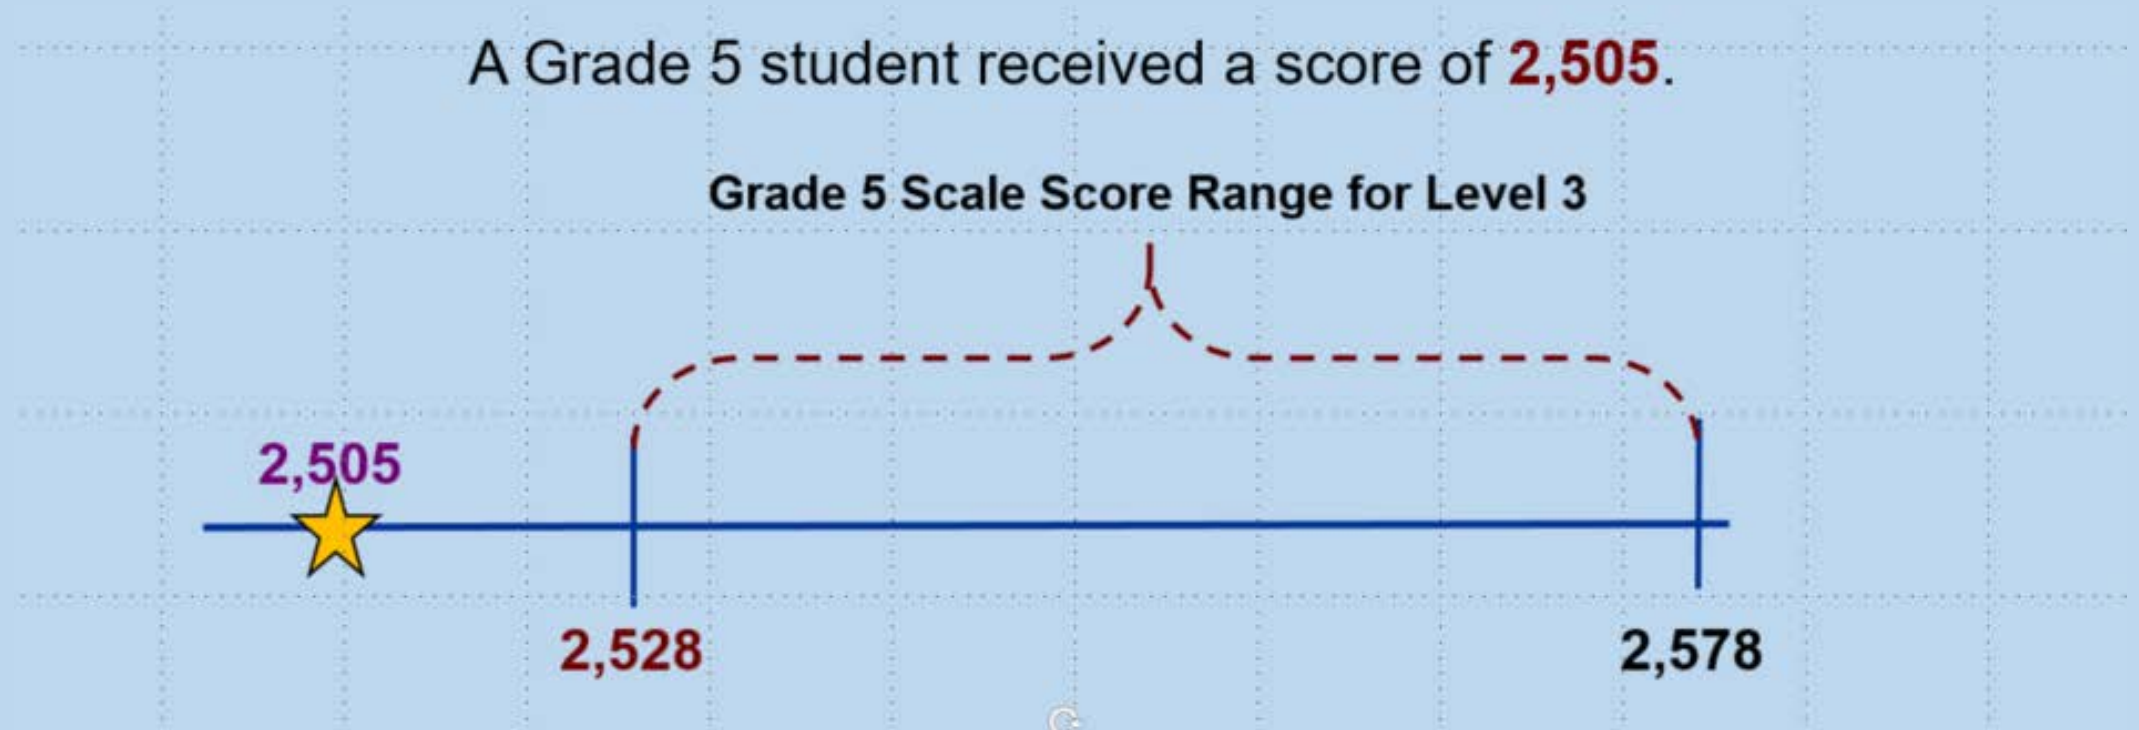 A Grade 5 student received a score of 2,505.
Grade 5 Scale Score Range for Level 3
2,505
2,528
2,578